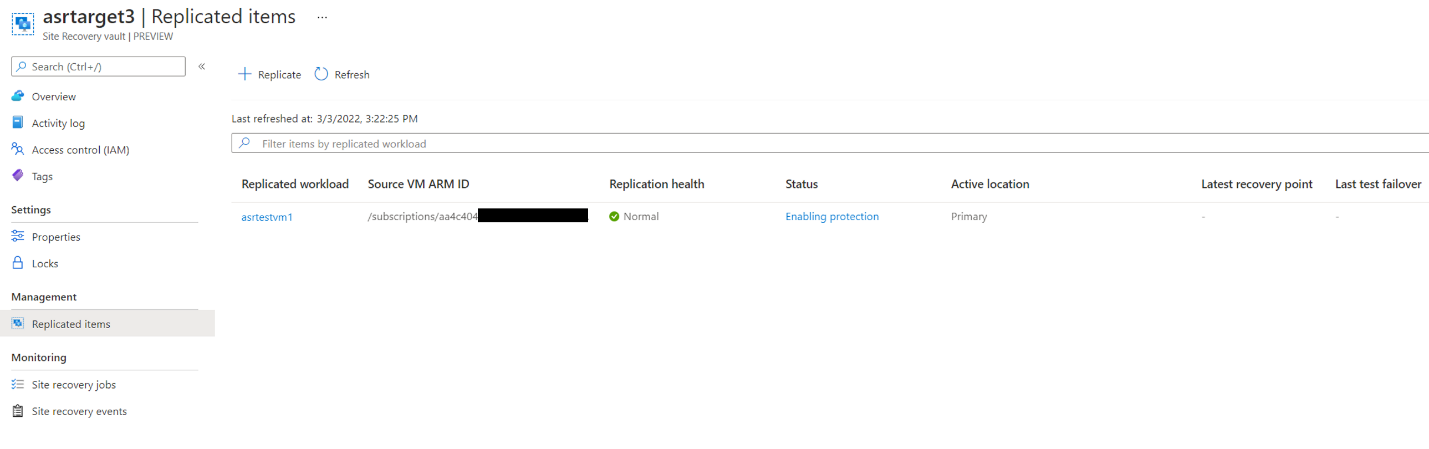 asrtarget3 | Replicated items ...
Site Recovery vault | PREVIEW
Search (Ctrl+/)
«
Overview
Activity log
Access control (IAM)
Tags
Settings
Properties
Locks
Management
Replicated items
Monitoring
Site recovery jobs
Site recovery events
Replicate Refresh
Last refreshed at: 3/3/2022, 3:22:25 PM
Filter items by replicated workload
Replicated workload Source VM ARM ID Replication health Status Active location Latest recovery point Last test failover
asrtestvm1 /subscriptions/aa4c404 Normal Enabling protection Primary - -